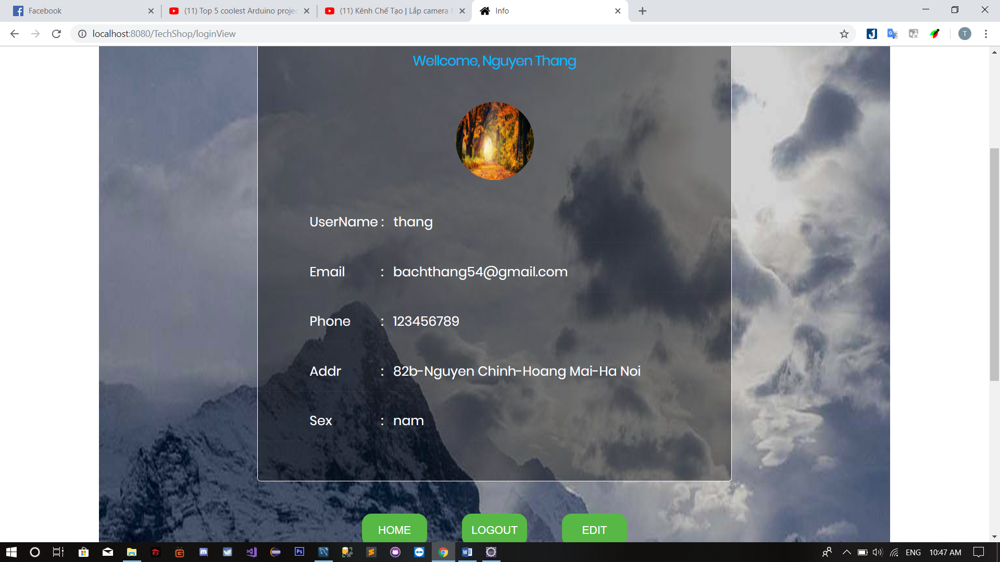 Facebook
(11) Top 5 coolest Arduino projec
(11) Kênh Chế Tạo | Lắp camera f
Info
localhost:8080/TechShop/loginView
T
Wellcome, Nguyen Thang
UserName : thang
Email : bachthang54@gmail.com
Phone : 123456789
Addr : 82b-Nguyen Chinh-Hoang Mai-Ha Noi
Sex : nam
HOME LOGOUT EDIT
ENG 10:47 AM